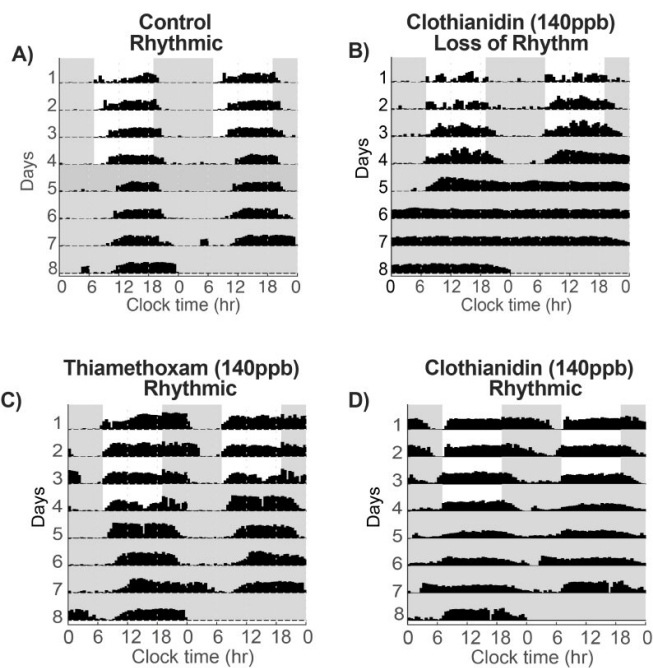 Control
Rhythmic
A)
1
2
3
4
5
6
7
8
Days
0 6 12 18 0 6 12 18 0
Clock time (hr)
Clothianidin (140ppb)
Loss of Rhythm
B)
1
2
3
4
5
6
7
8
0 6 12 18 0 6 12 18 0
Clock time (hr)
Thiamethoxam (140ppb)
Rhythmic
C)
1
2
3
4
5
6
7
8
Days
0 6 12 18 0 6 12 18 0
Clock time (hr)
Clothianidin (140ppb)
Rhythmic
D)
1
2
3
4
5
6
7
8
Days
0 6 12 18 0 6 12 18 0
Clock time (hr)